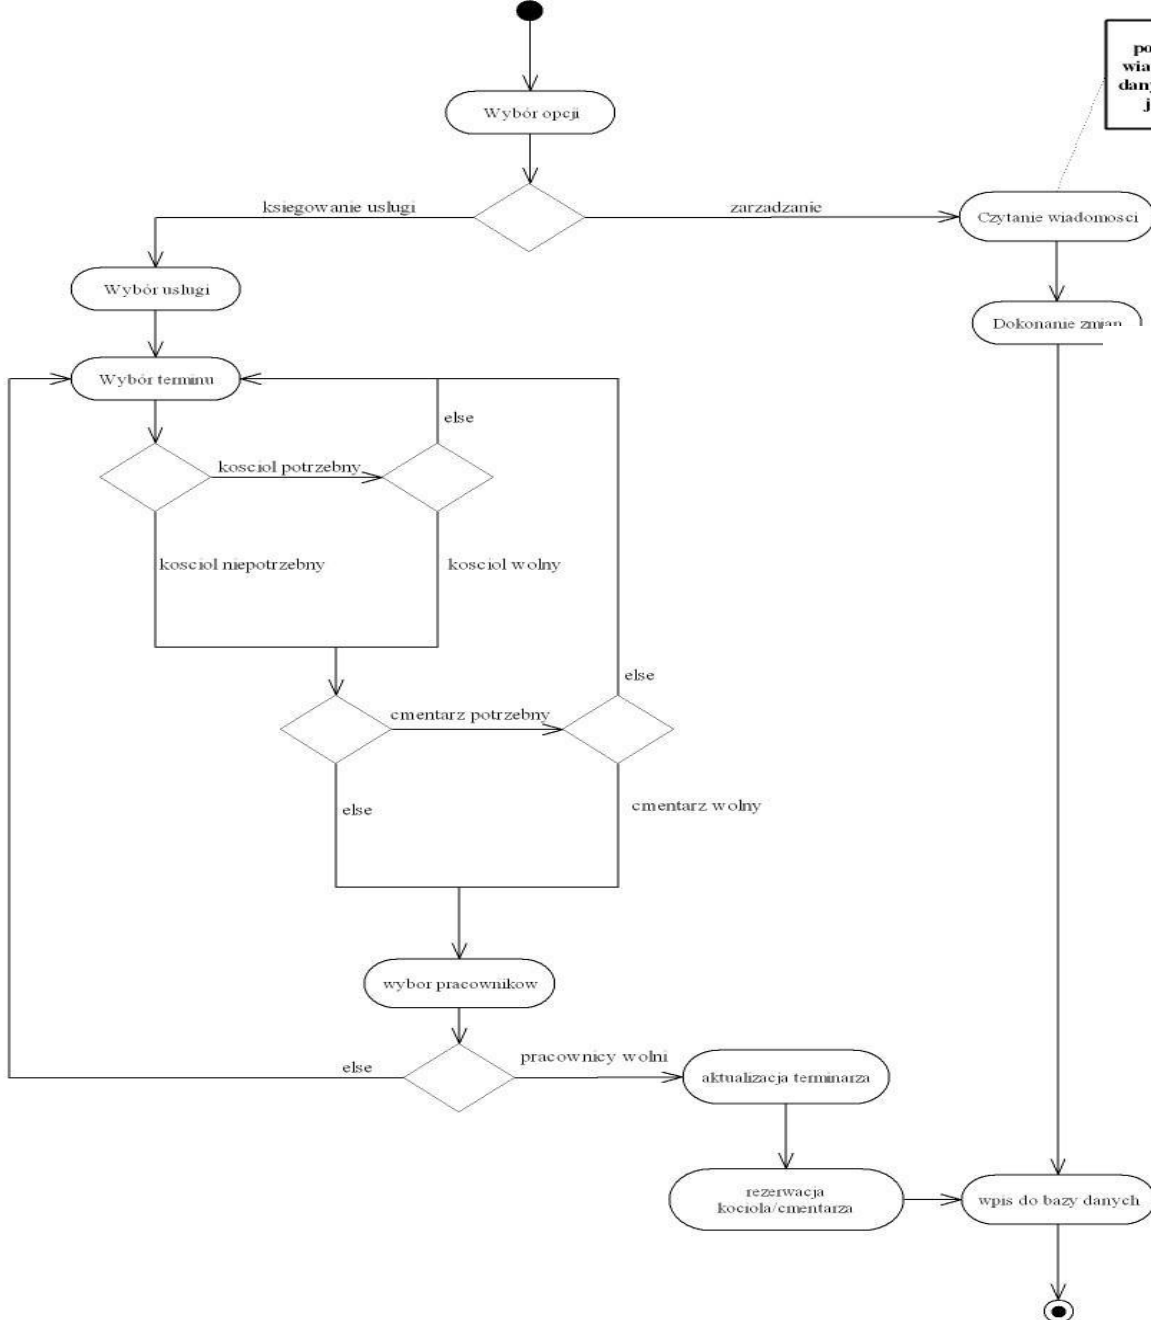 Wybór opcji
ksiegowanie uslugi
zarzadzanie
Czytanie wiadomosci
Wybór uslugi
Dokonanie zmian
Wybór terminu
else
kosciol potrzebny
kosciol niepotrzebny
kosciol wolny
else
cmentarz potrzebny
cmentarz wolny
else
wybor pracownikow
pracownicy wolni
else
aktualizacja terminarza
rezerwacja
kociola/cmentarza
wpis do bazy danych